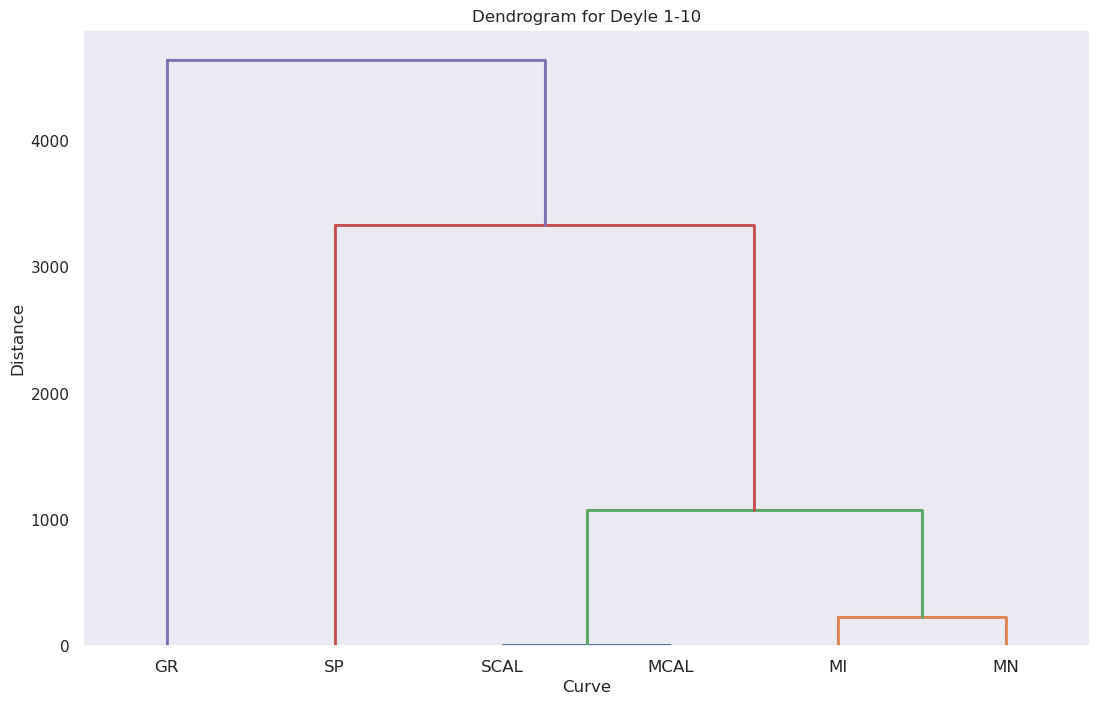 Dendrogram for Deyle 1-10
4000
3000
2000
1000
0
Distance
GR SP SCAL MCAL MI MN
Curve